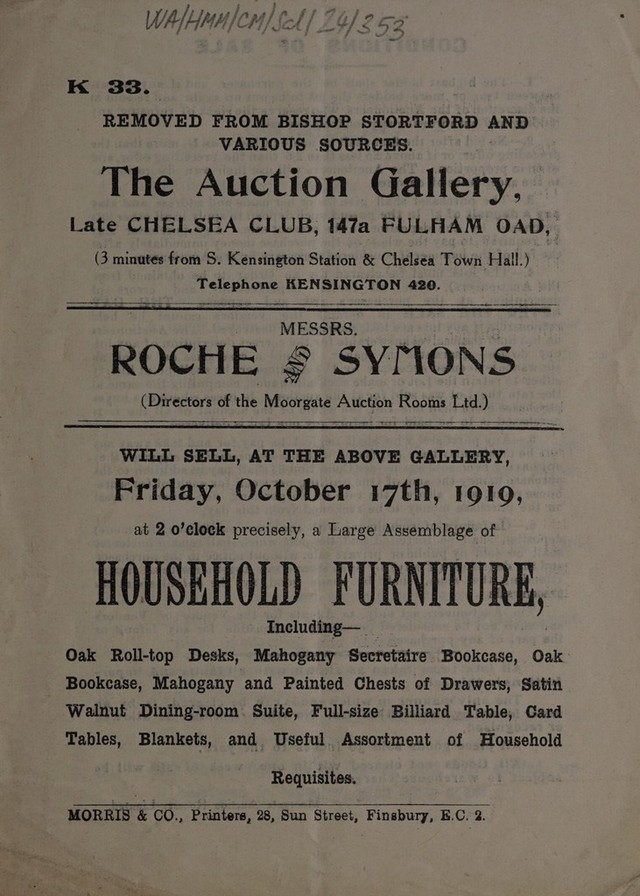 WA/HMM/CM/Sal/24/353
K 33.
REMOVED FROM BISHOP STORTFORD AND
VARIOUS SOURCES.
The Auction Gallery,
Late CHELSEA CLUB, 147a FULHAM OAD,
(3 minutes from S. Kensington Station & Chelsea Town Hall.)
Telephone KENSINGTON 420.
MESSRS.
ROCHE AND SYMONS
(Directors of the Moorgate Auction Rooms Ltd.)
WILL SELL, AT THE ABOVE GALLERY,
Friday, October 17th, 1919,
at 2 o'clock precisely, a Large Assemblage of
HOUSEHOLD FURNITURE,
Including—
Oak Roll-top Desks, Mahogany Secretaire Bookcase, Oak
Bookcase, Mahogany and Painted Chests of Drawers, Satin
Walnut Dining-room Suite, Full-size Billiard Table, Card
Tables, Blankets, and Useful Assortment of Household
Requisites.
MORRIS & CO., Printers, 28, Sun Street, Finsbury, E.C. 2.